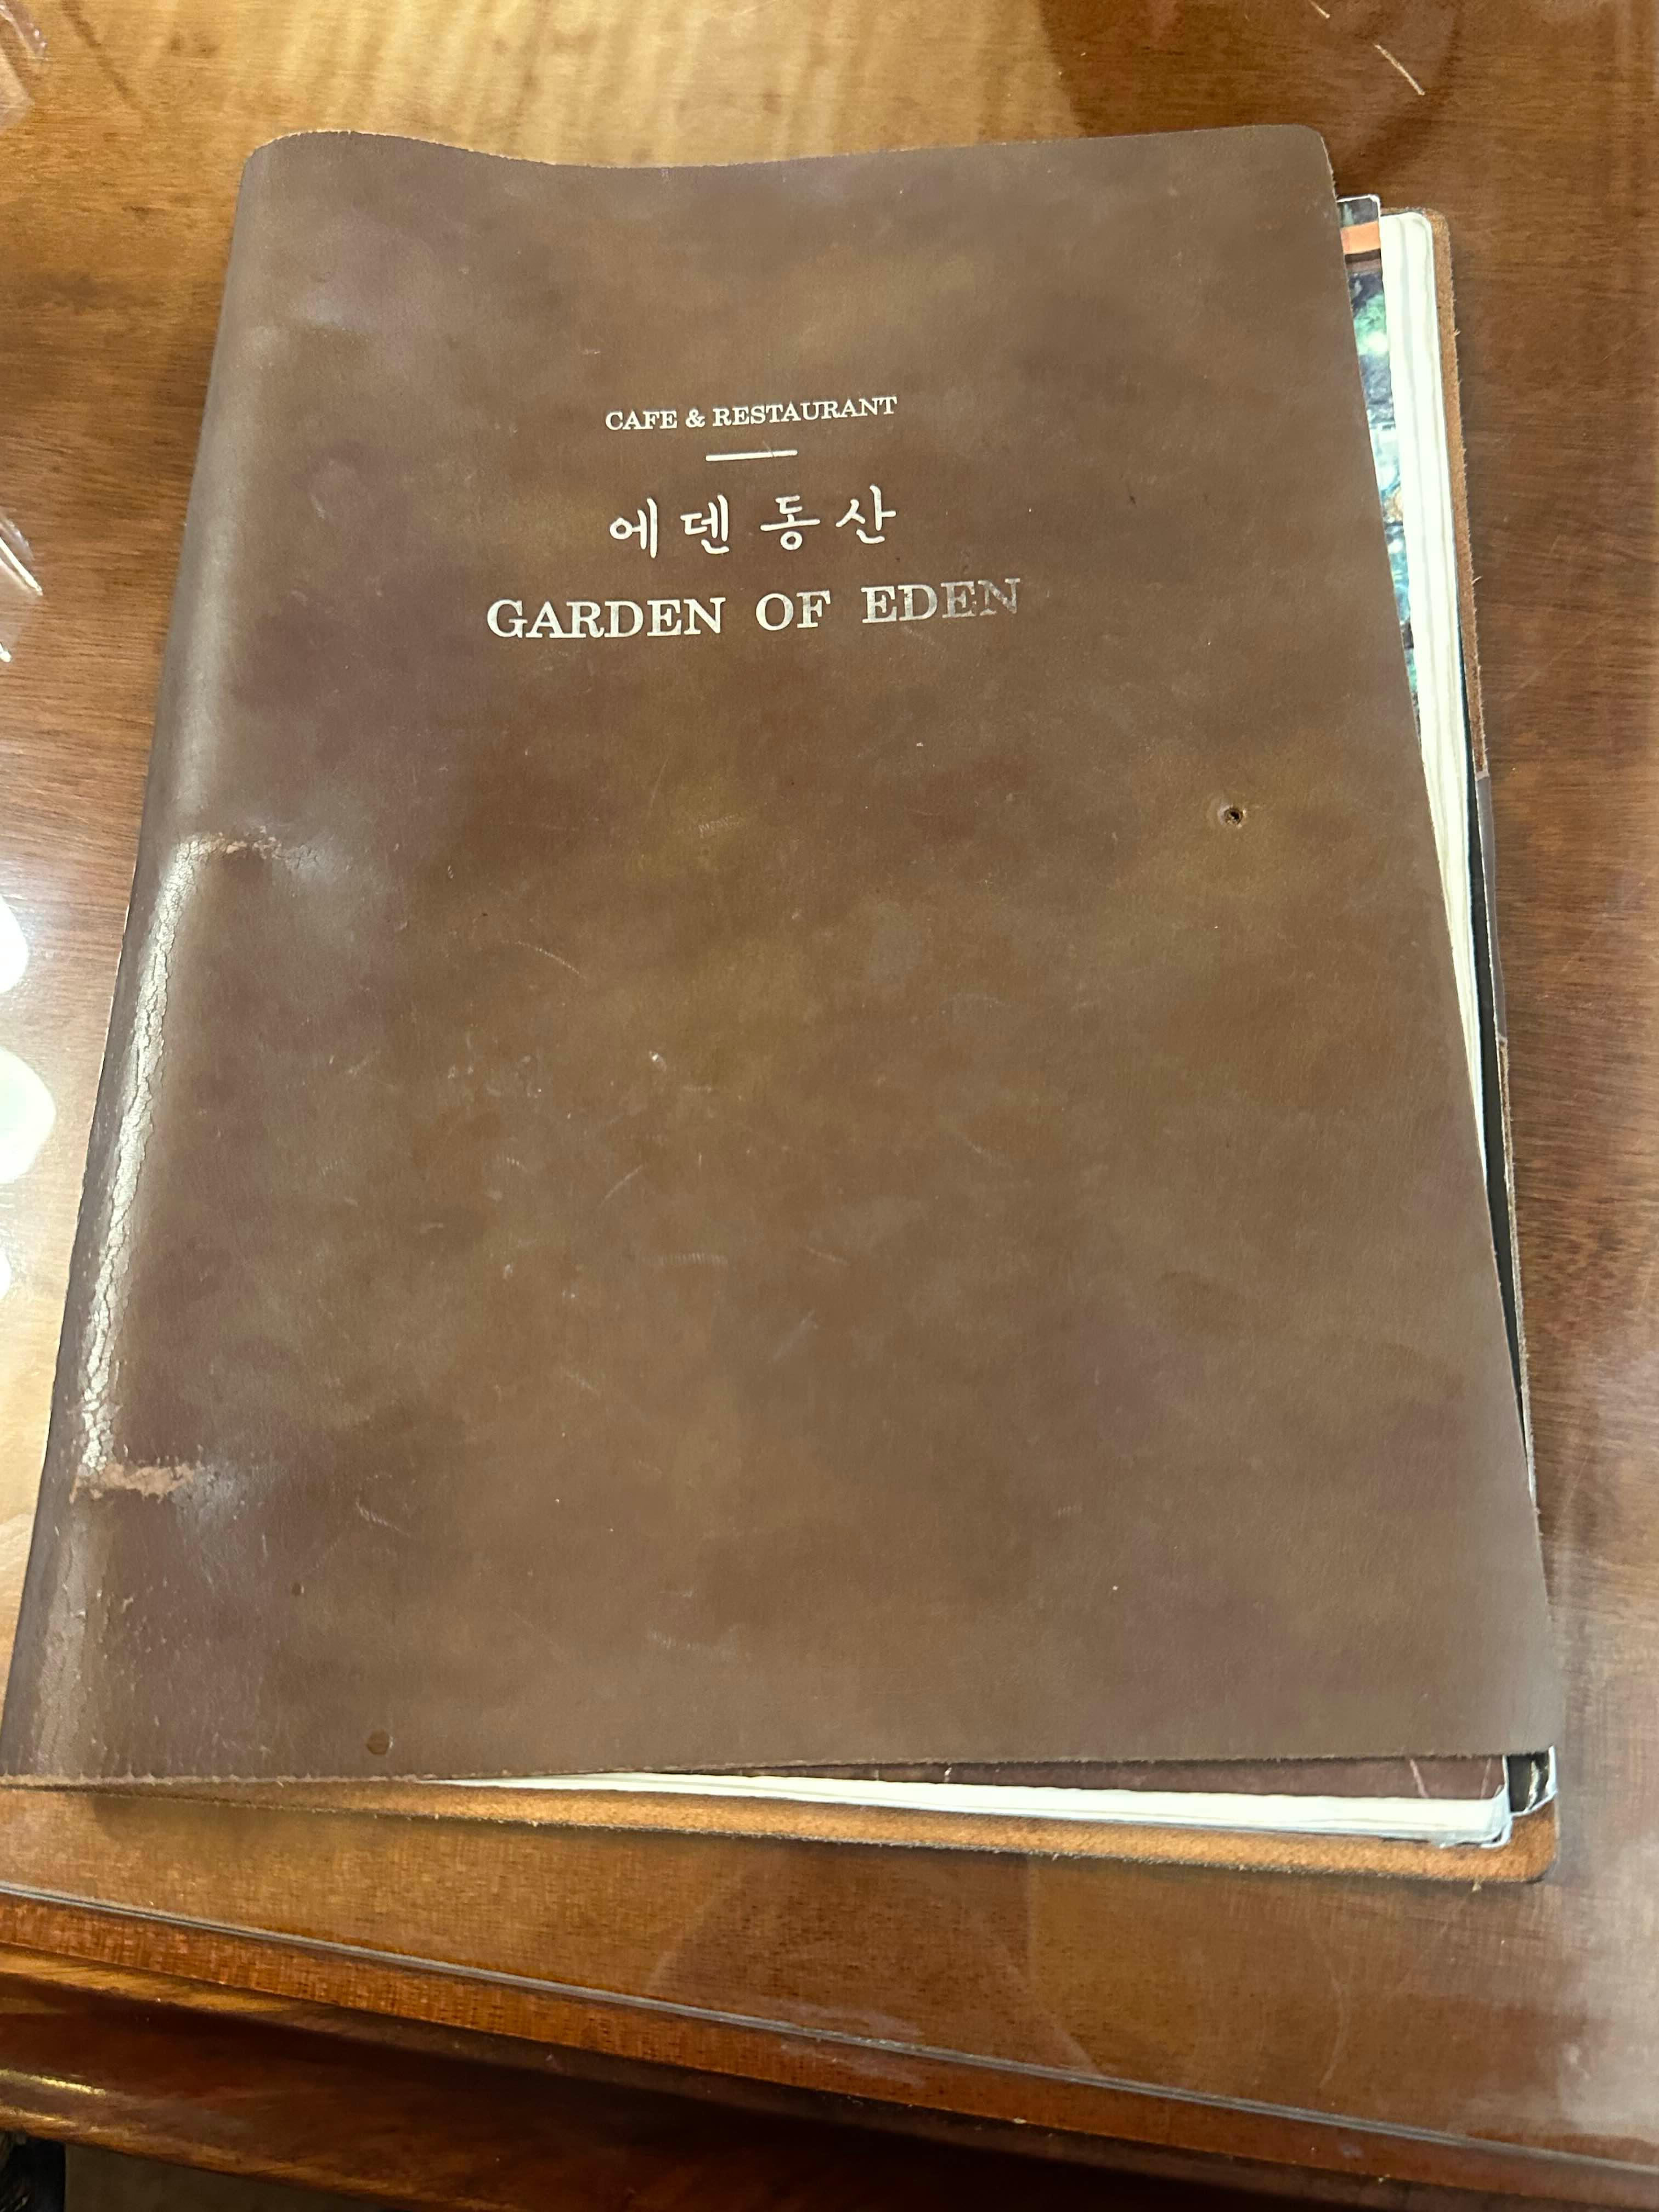 CAFE & RESTAURANT
에덴동산
GARDEN OF EDEN